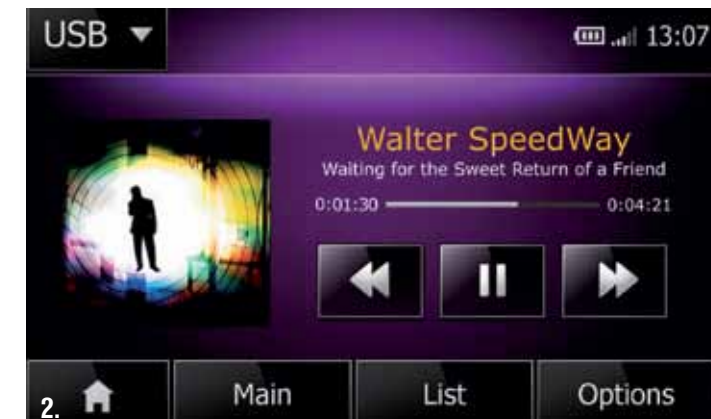 USB 13:07
Walter SpeedWay
Waiting for the Sweet Return of a Friend
0:01:30 0:04:21
2. Main List Options